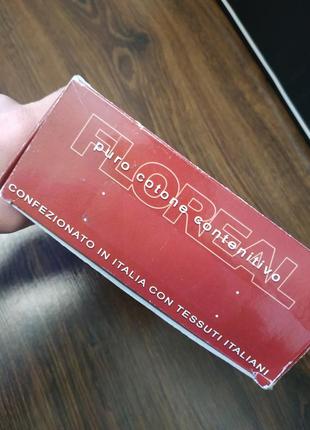 FLOREAL
puro cotone contenitivo
CONFEZIONATO IN ITALIA CON TESSUTI ITALIANI